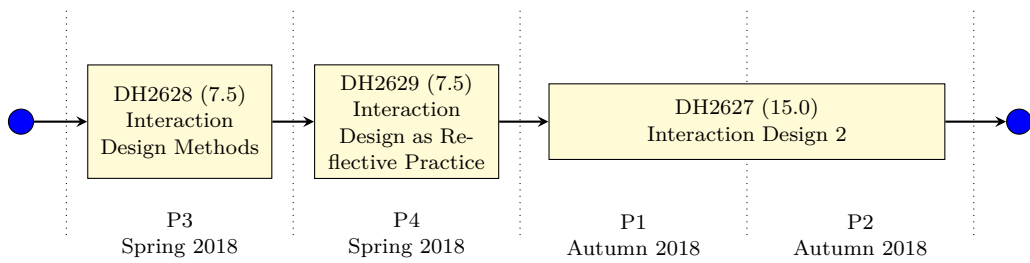 DH2628 (7.5)
Interaction
Design Methods
DH2629 (7.5)
Interaction
Design as Re-
flective Practice
DH2627 (15.0)
Interaction Design 2
P3
Spring 2018
P4
Spring 2018
P1
Autumn 2018
P2
Autumn 2018